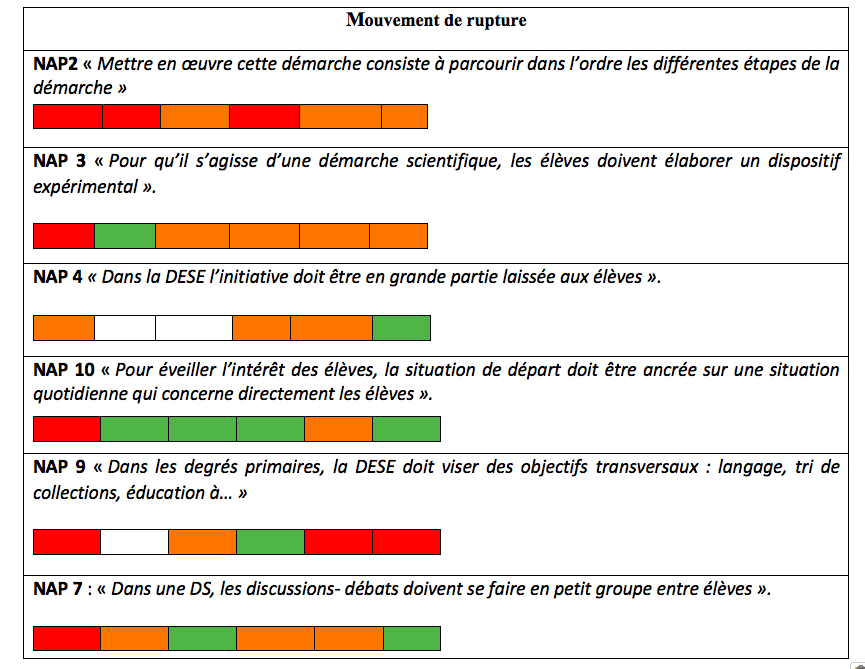 Mouvement de rupture
NAP2 « Mettre en œuvre cette démarche consiste à parcourir dans l’ordre les différentes étapes de la
démarche »
NAP 3 « Pour qu’il s’agisse d’une démarche scientifique, les élèves doivent élaborer un dispositif
expérimental ».
NAP 4 « Dans la DESE l’initiative doit être en grande partie laissée aux élèves ».
NAP 10 « Pour éveiller l’intérêt des élèves, la situation de départ doit être ancrée sur une situation
quotidienne qui concerne directement les élèves ».
NAP 9 « Dans les degrés primaires, la DESE doit viser des objectifs transversaux : langage, tri de
collections, éducation à… »
NAP 7 : « Dans une DS, les discussions- débats doivent se faire en petit groupe entre élèves ».